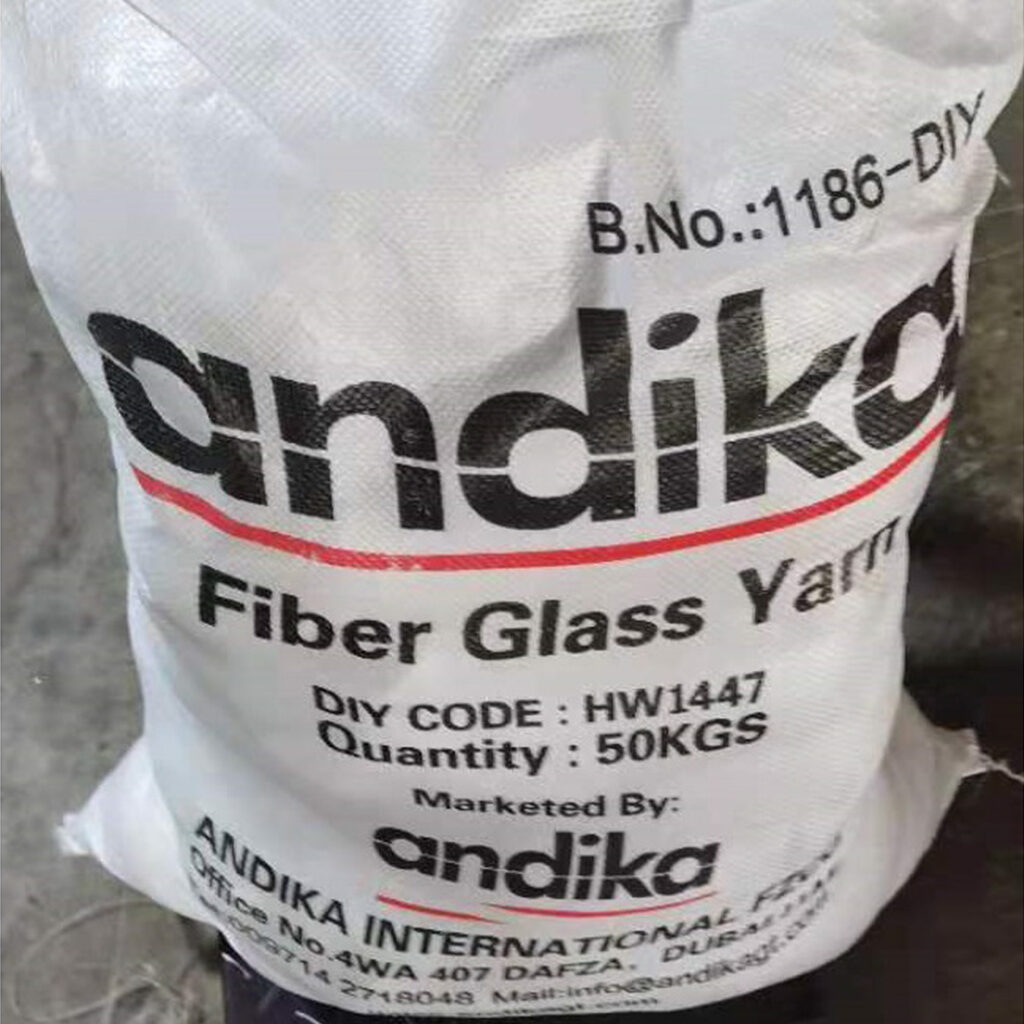 B.No.:1186-DIY
andika
Fiber Glass Yarn
DIY CODE : HW1447
Quantity : 50KGS
Marketed By:
andika
ANDIKA INTERNATIONAL
Office No.4WA 407 DAFZA,
2718048 Mail:info@andikagt.com